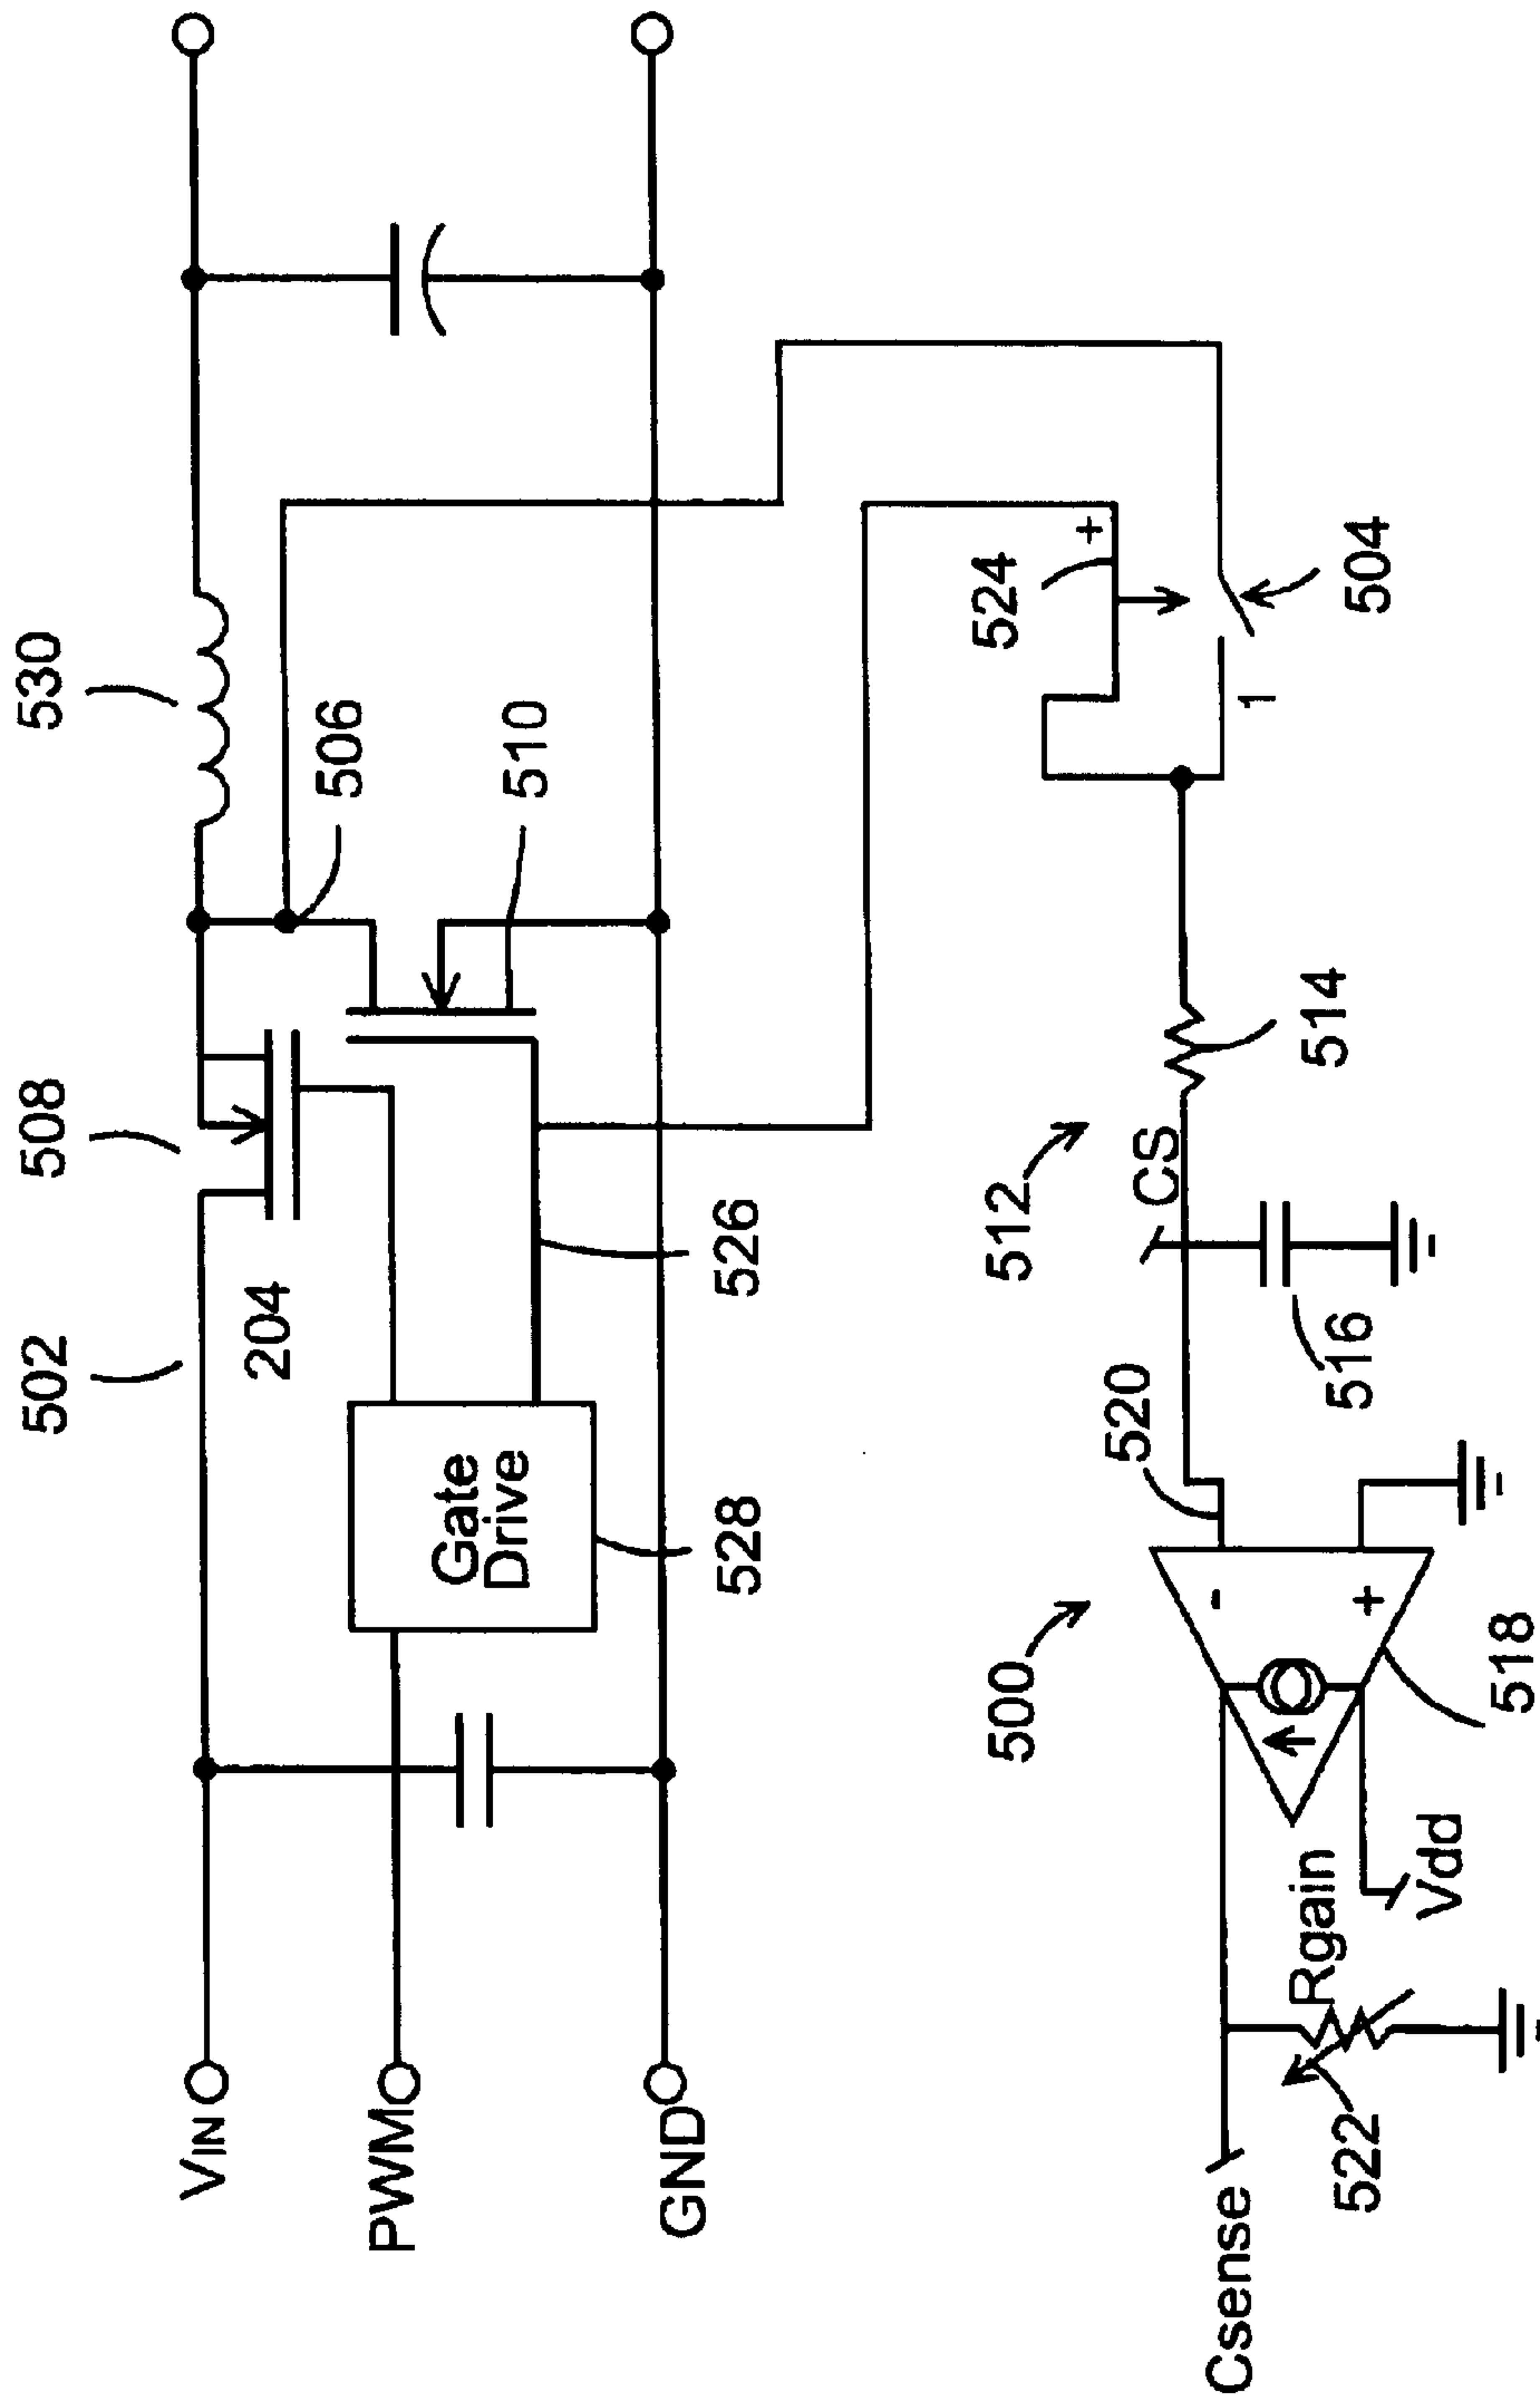 530
506
510
508
502
204
526
Gate
Drive
528
VIN
PWM
GND
524
+
504
1
514
512
CS
516
520
500
-
+
518
Rgain
Vdd
522
Csense